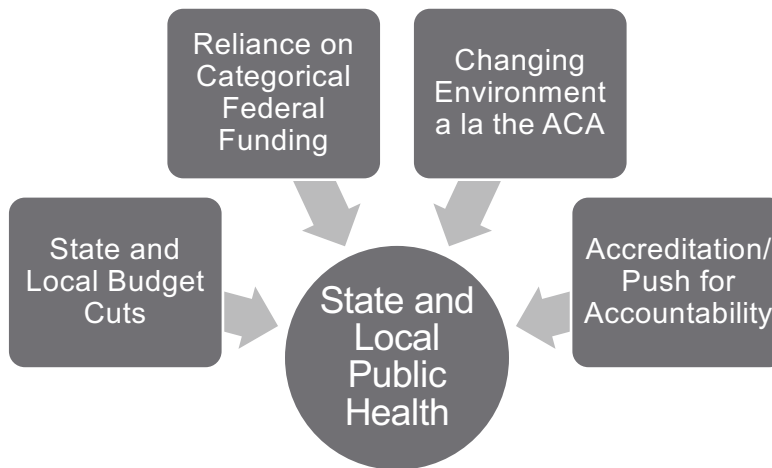 Reliance on
Categorical
Federal
Funding
Changing
Environment
a la the ACA
State and
Local Budget
Cuts
Accreditation/
Push for
Accountability
State and
Local
Public
Health